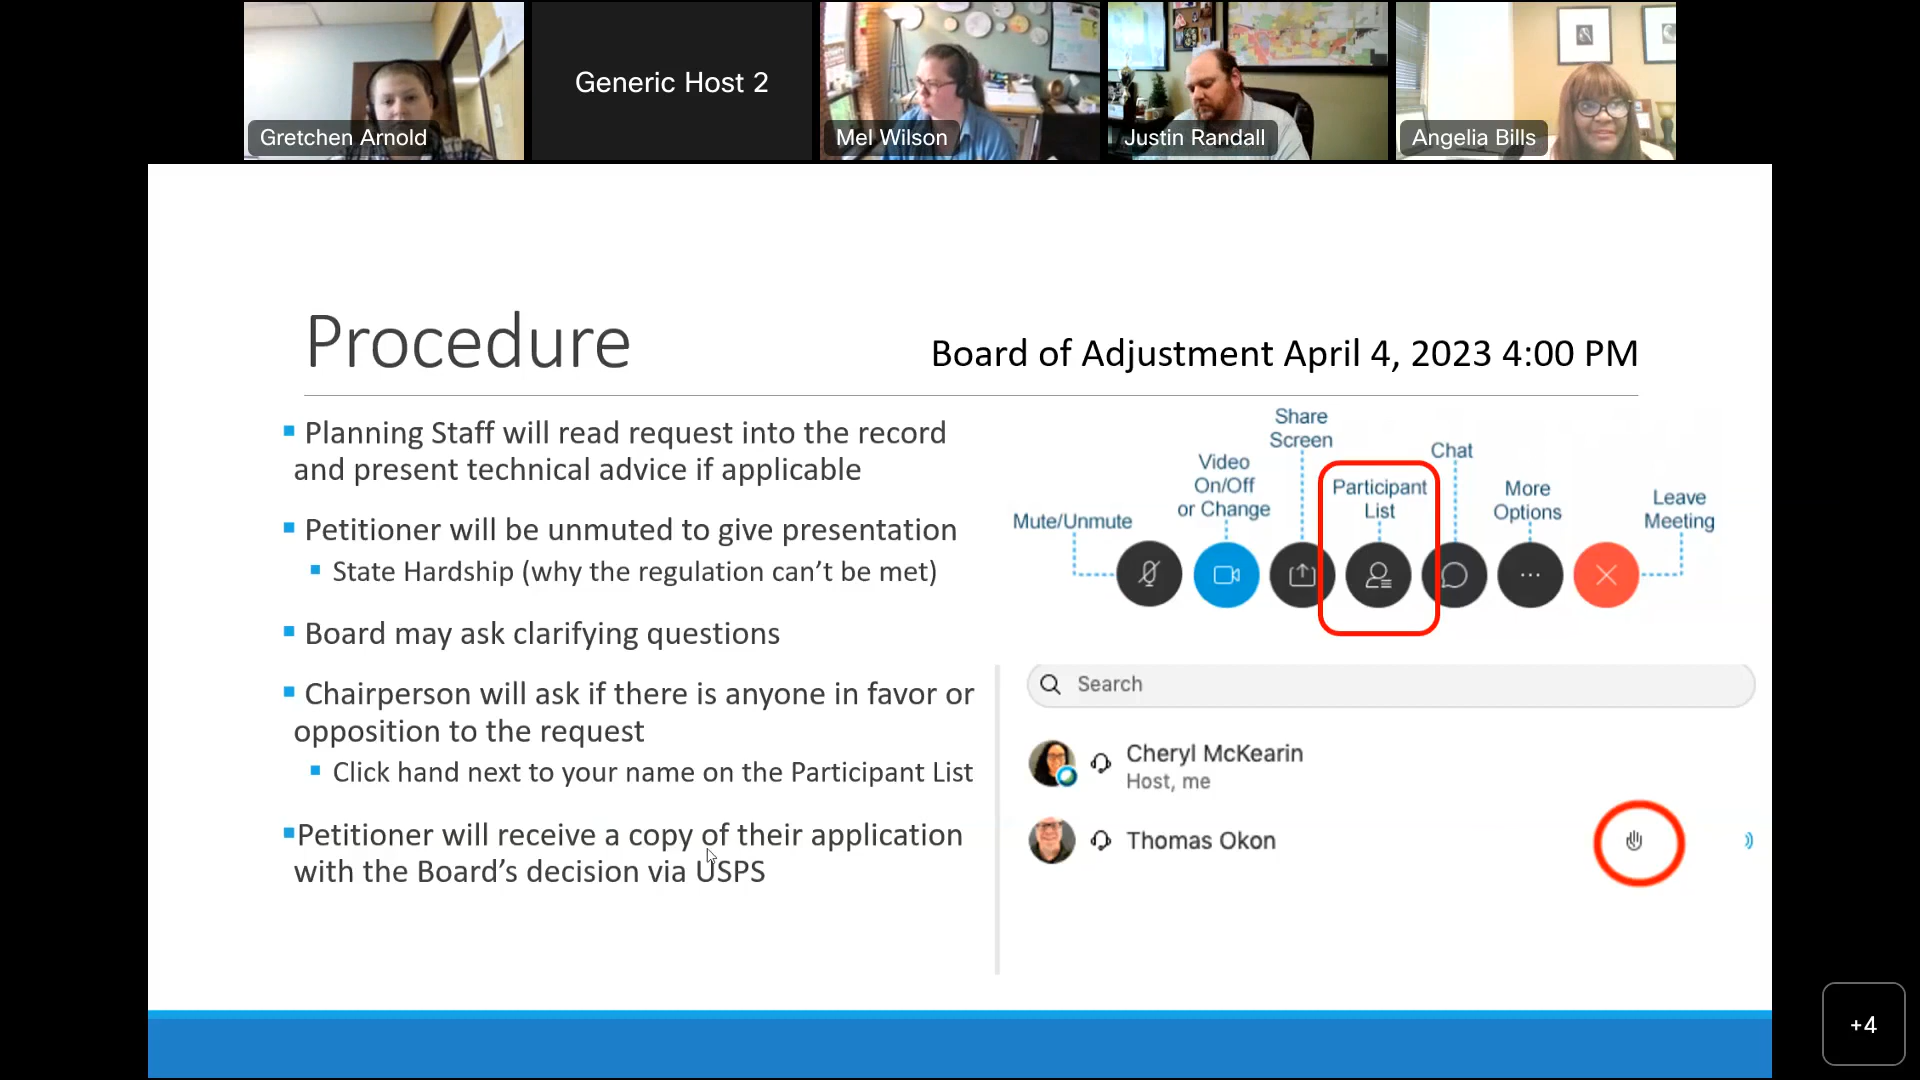 Gretchen Arnold
Generic Host 2
Mel Wilson
Justin Randall
Angelia Bills
Procedure
Board of Adjustment April 4, 2023 4:00 PM
Planning Staff will read request into the record
and present technical advice if applicable
Petitioner will be unmuted to give presentation
State Hardship (why the regulation can’t be met)
Board may ask clarifying questions
Chairperson will ask if there is anyone in favor or
opposition to the request
Click hand next to your name on the Participant List
Petitioner will receive a copy of their application
with the Board’s decision via USPS
Mute/Unmute
Video
On/Off
or Change
Share
Screen
Participant
List
Chat
More
Options
Leave
Meeting
Search
Cheryl McKearin
Host, me
Thomas Okon
+4